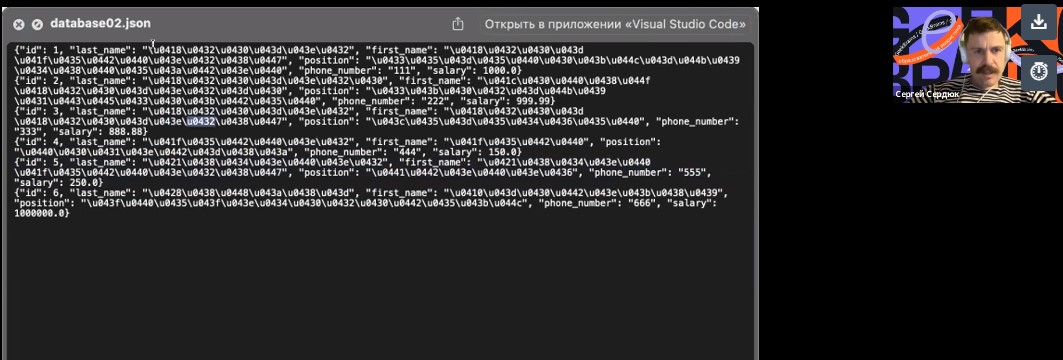 database02.json
Открыть в приложении «Visual Studio Code»
{"id": 1, "last_name": "\u0418\u0432\u0430\u043d\u043e\u0432", "first_name": "\u0418\u0432\u0430\u043d
\u041f\u0435\u0442\u0440\u043e\u0432\u0438\u0447", "position": "\u0433\u0435\u043d\u0435\u0440\u0430\u043b\u044c\u043d\u044b\u0439
\u0434\u0438\u0440\u0435\u043a\u0442\u043e\u0440", "phone_number": "111", "salary": 1000.0}
{"id": 2, "last_name": "\u0418\u0432\u0430\u043d\u043e\u0432\u0430", "first_name": "\u041c\u0430\u0440\u0438\u044f
\u0418\u0432\u0430\u043d\u043e\u0432\u043d\u0430", "position": "\u0433\u043b\u0430\u0432\u043d\u044b\u0439
\u0431\u0443\u0445\u0433\u0430\u043b\u0442\u0435\u0440", "phone_number": "222", "salary": 999.99}
{"id": 3, "last_name": "\u0418\u0432\u0430\u043d\u043e\u0432", "first_name": "\u0418\u0432\u0430\u043d
\u0418\u0432\u0430\u043d\u043e\u0432\u0438\u0447", "position": "\u043c\u0435\u043d\u0435\u0434\u0436\u0435\u0440", "phone_number":
"333", "salary": 888.88}
{"id": 4, "last_name": "\u041f\u0435\u0442\u0440\u043e\u0432", "first_name": "\u041f\u0435\u0442\u0440", "position":
"\u0440\u0430\u0431\u043e\u0442\u043d\u0438\u043a", "phone_number": "444", "salary": 150.0}
{"id": 5, "last_name": "\u0421\u0438\u0434\u043e\u0440\u043e\u0432", "first_name": "\u0421\u0438\u0434\u043e\u0440
\u041f\u0435\u0442\u0440\u043e\u0432\u0438\u0447", "position": "\u0441\u0442\u043e\u0440\u043e\u0436", "phone_number": "555",
"salary": 250.0}
{"id": 6, "last_name": "\u0428\u0438\u0448\u043a\u0438\u043d", "first_name": "\u0410\u043d\u0430\u0442\u043e\u043b\u0438\u0439",
"position": "\u043f\u0440\u0435\u043f\u043e\u0434\u0430\u0432\u0430\u0442\u0435\u043b\u044c", "phone_number": "666", "salary":
1000000.0}
Сергей Сердюк